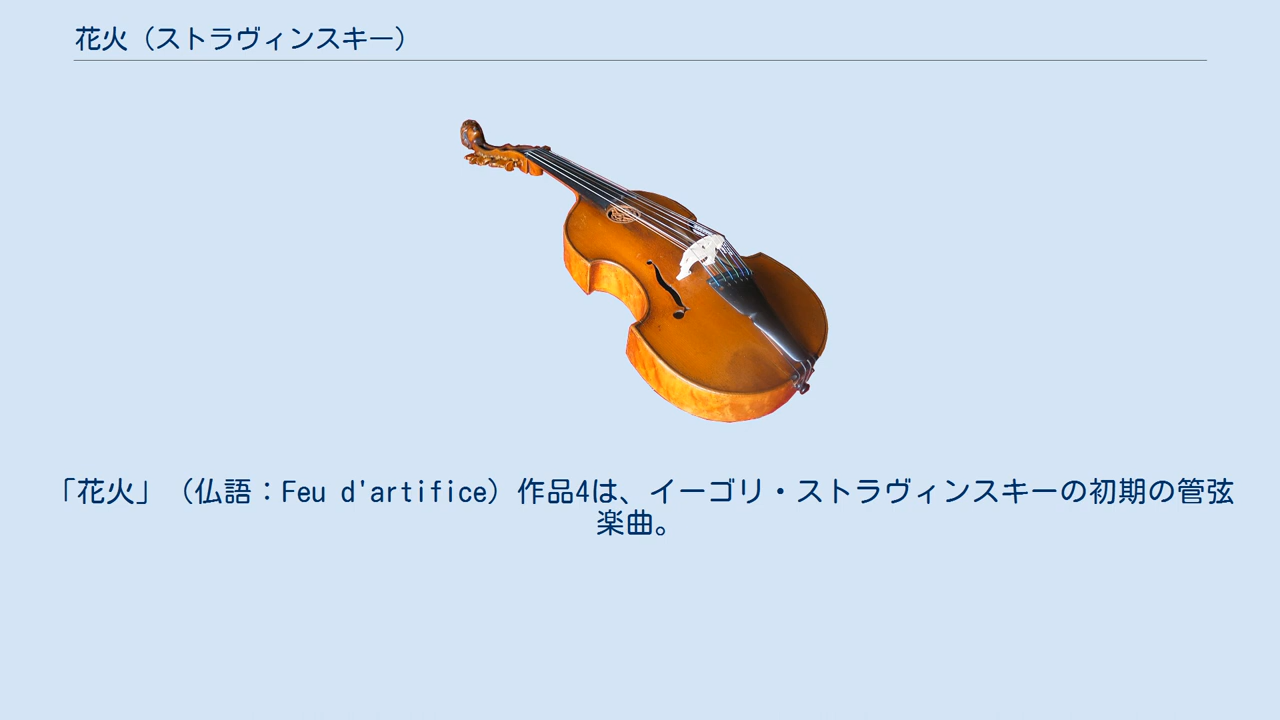 花火（ストラヴィンスキー）
「花火」（仏語：Feu d'artifice）作品4は、イーゴリ・ストラヴィンスキーの初期の管弦
楽曲。